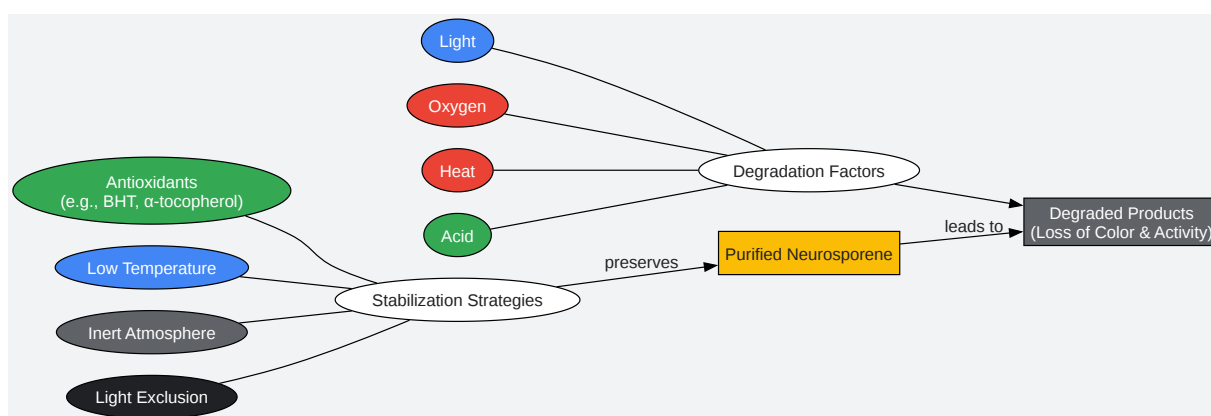 Light
Oxygen
Heat
Acid
Degradation Factors
Antioxidants
(e.g., BHT, α-tocopherol)
Low Temperature
Inert Atmosphere
Light Exclusion
Stabilization Strategies
preserves
Purified Neurosporene
leads to
Degraded Products
(Loss of Color & Activity)